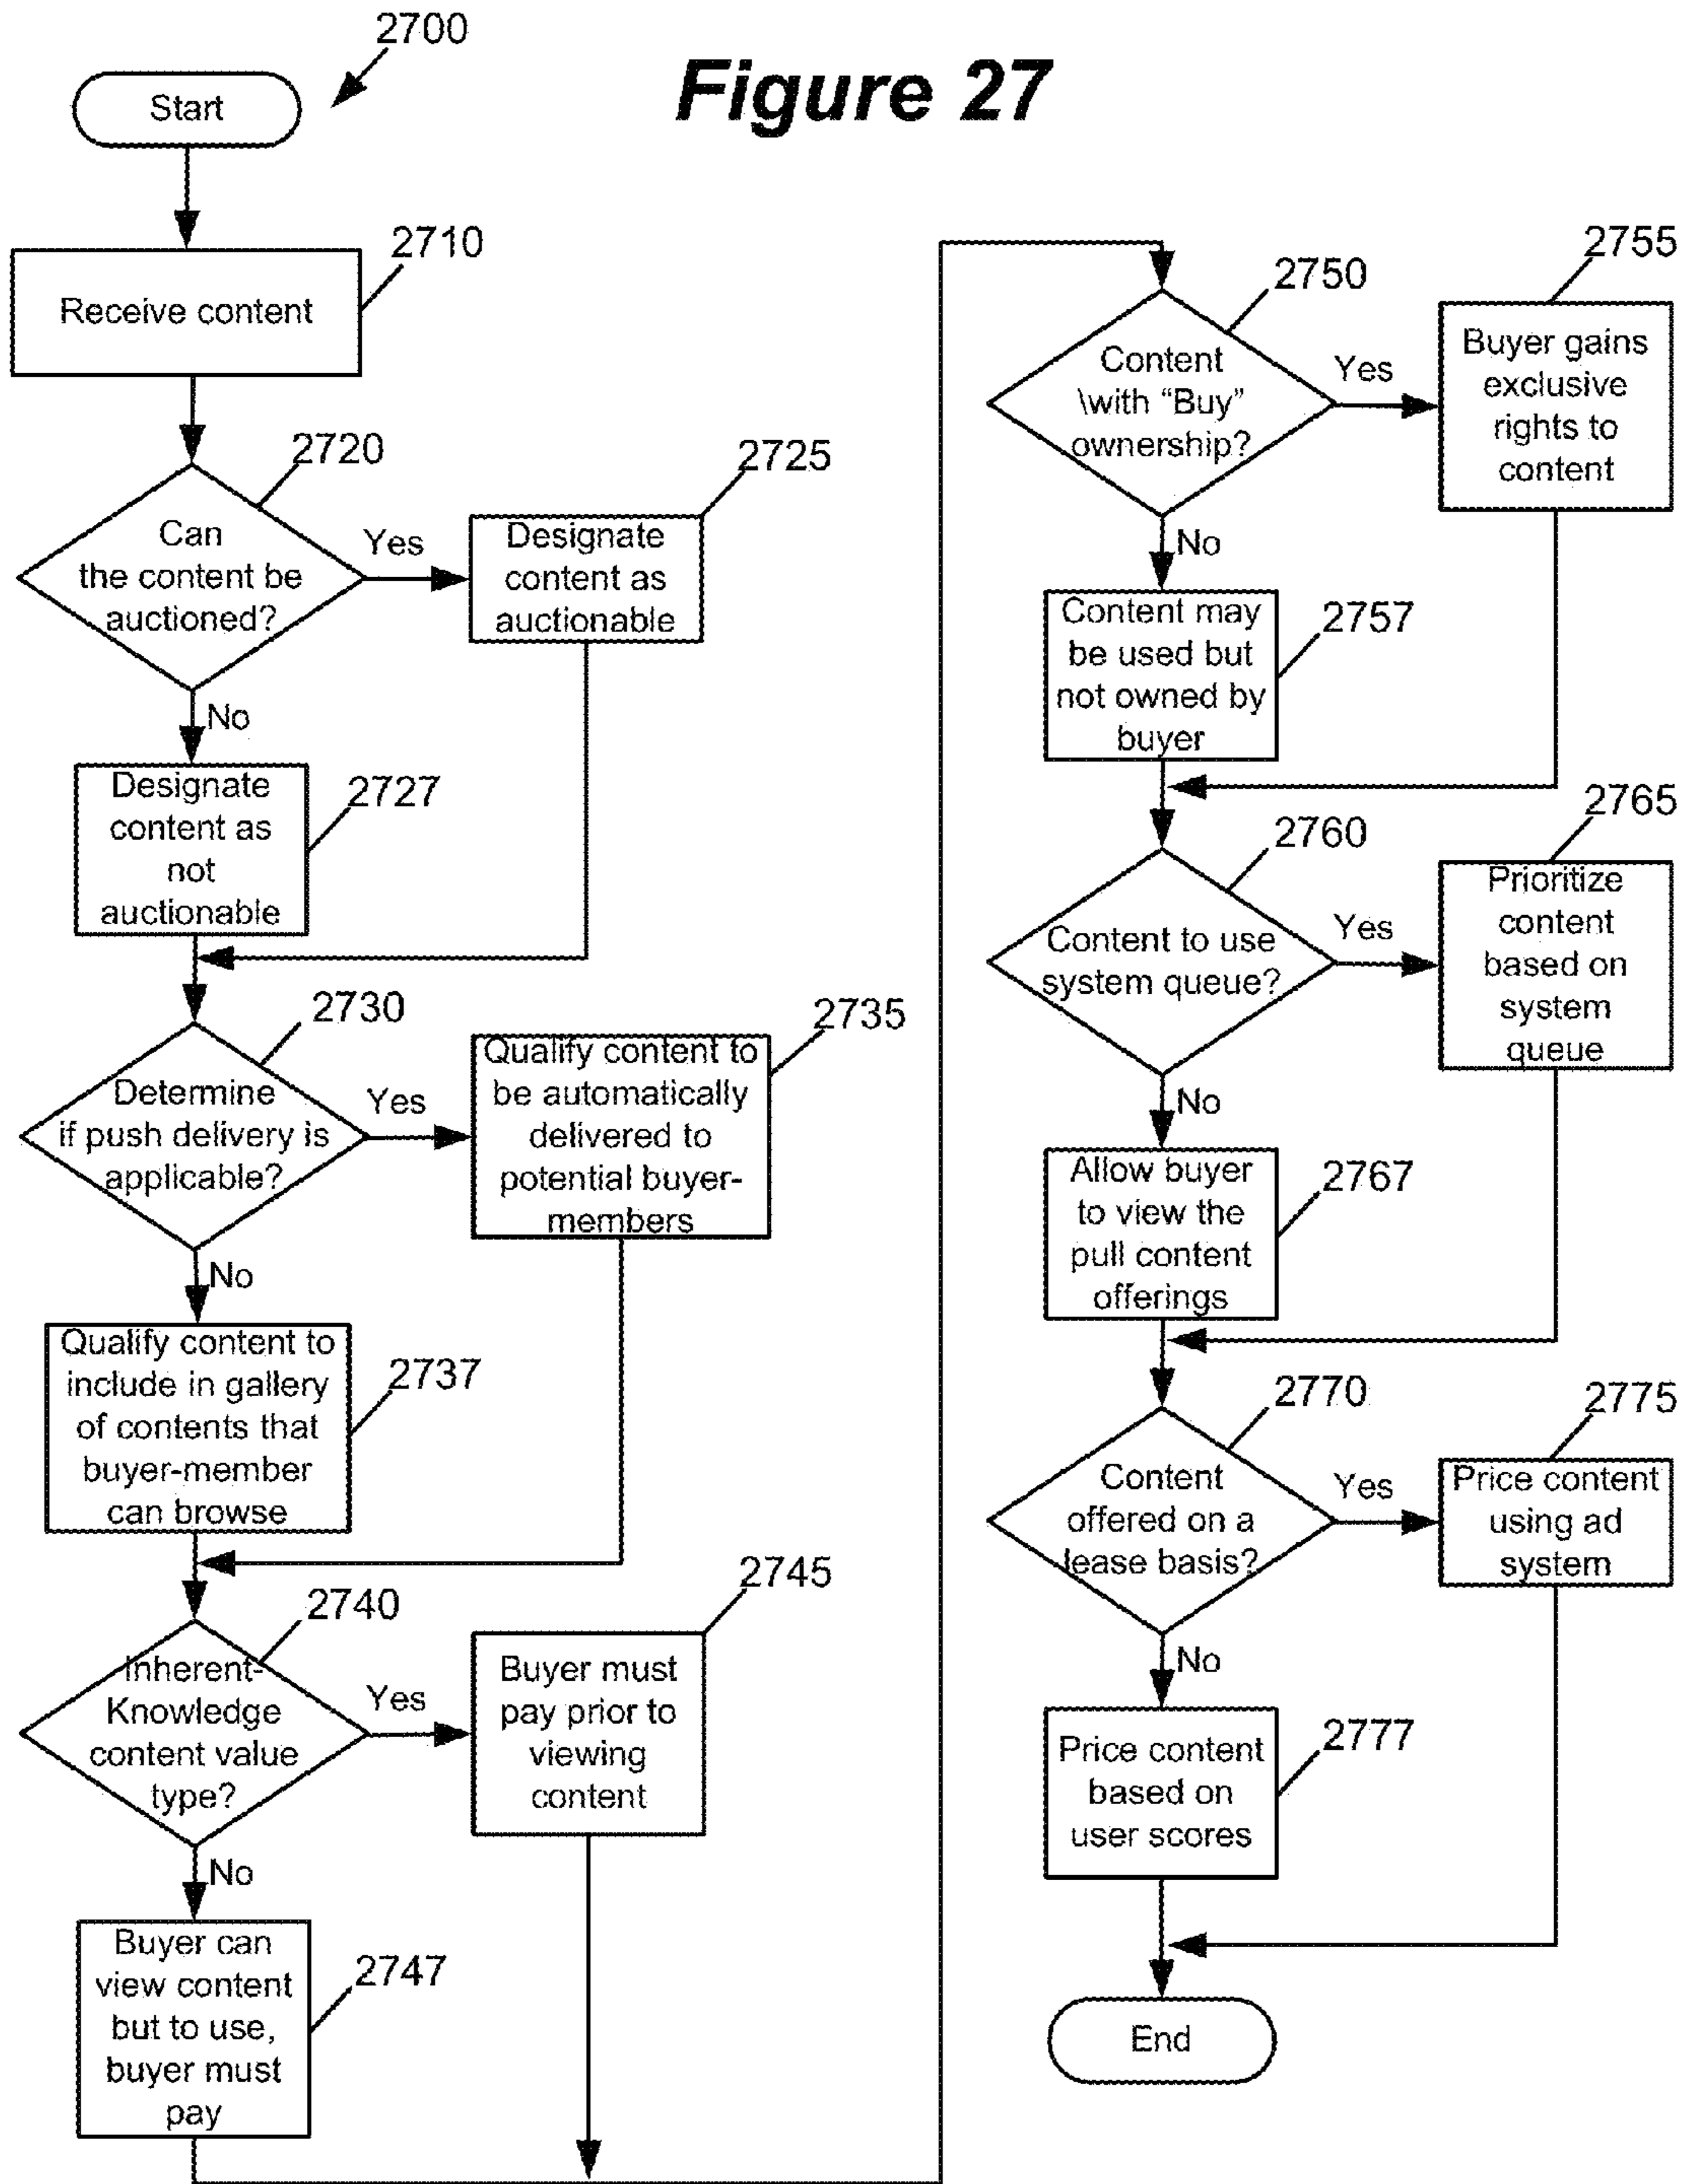 2700
Figure 27
Start
2710
Receive content
2720
Can
the content be
auctioned?
Yes
2725
Designate
content as
auctionable
No
Designate
content as
not
auctionable
2727
2730
Determine
if push delivery is
applicable?
Yes
2735
Qualify content to
be automatically
delivered to
potential buyer-
members
No
Qualify content to
include in gallery
of contents that
buyer-member
can browse
2737
2740
Inherent-
Knowledge
content value
type?
Yes
2745
Buyer must
pay prior to
viewing
content
No
Buyer can
view content
but to use,
buyer must
pay
2747
2750
Content
\with “Buy”
ownership?
Yes
2755
Buyer gains
exclusive
rights to
content
No
Content may
be used but
not owned by
buyer
2757
2760
Content to use
system queue?
Yes
2765
Prioritize
content
based on
system
queue
No
Allow buyer
to view the
pull content
offerings
2767
2770
Content
offered on a
lease basis?
Yes
2775
Price content
using ad
system
No
Price content
based on
user scores
2777
End